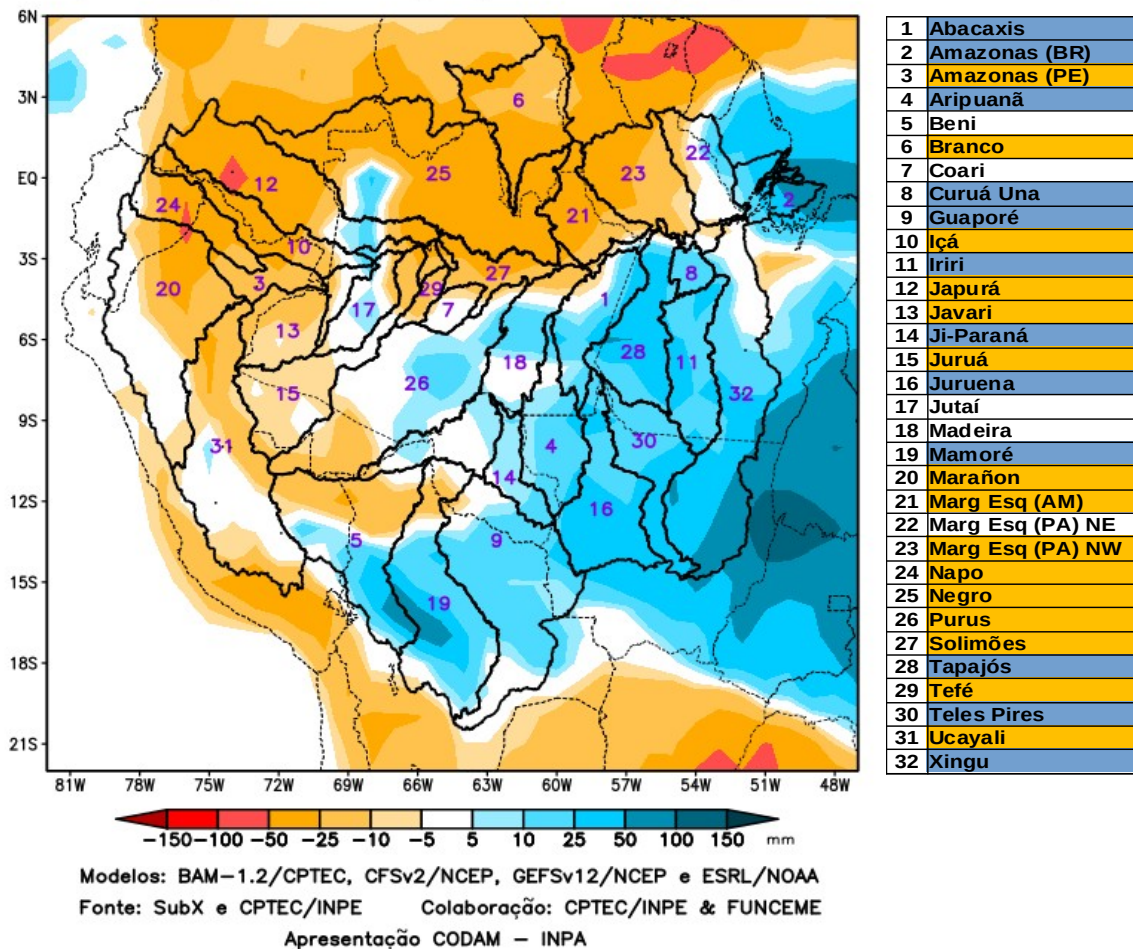 6N
3N
EQ
3S
6S
9S
12S
15S
18S
21S
81W 78W 75W 72W 69W 66W 63W 60W 57W 54W 51W 48W
6
22
25
23
12
2
24
21
10
27
8
3
29
20
1
17
7
13
28
18
11
26
15
32
30
31
4
14
16
5
9
19
1 Abacaxis
2 Amazonas (BR)
3 Amazonas (PE)
4 Aripuanã
5 Beni
6 Branco
7 Coari
8 Curuá Una
9 Guaporé
10 Içá
11 Iriri
12 Japurá
13 Javari
14 Ji-Paraná
15 Juruá
16 Juruena
17 Jutaí
18 Madeira
19 Mamoré
20 Marañon
21 Marg Esq (AM)
22 Marg Esq (PA) NE
23 Marg Esq (PA) NW
24 Napo
25 Negro
26 Purus
27 Solimões
28 Tapajós
29 Tefé
30 Teles Pires
31 Ucayali
32 Xingu
-150 -100 -50 -25 -10 -5 5 10 25 50 100 150 mm
Modelos: BAM-1.2/CPTEC, CFSv2/NCEP, GEFSv12/NCEP e ESRL/NOAA
Fonte: SubX e CPTEC/INPE Colaboração: CPTEC/INPE & FUNCEME
Apresentação CODAM - INPA